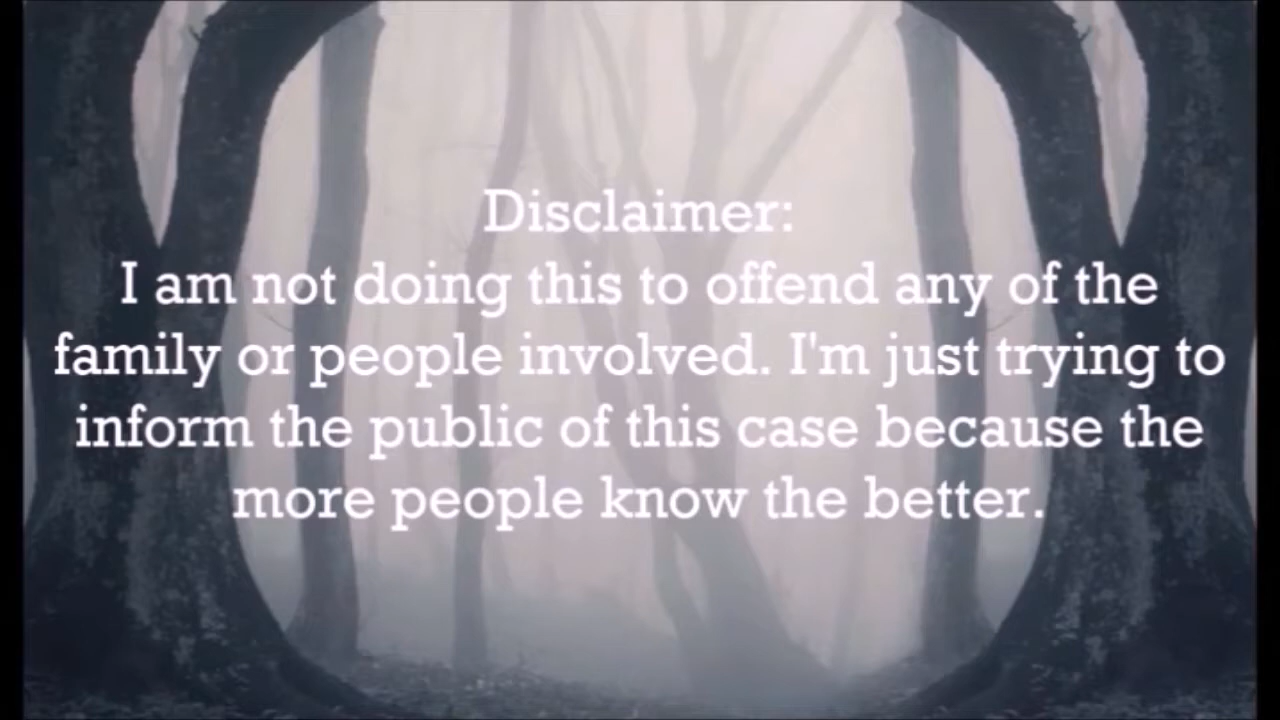 Disclaimer:
I am not doing this to offend any of the
family or people involved. I'm just trying to
inform the public of this case because the
more people know the better.